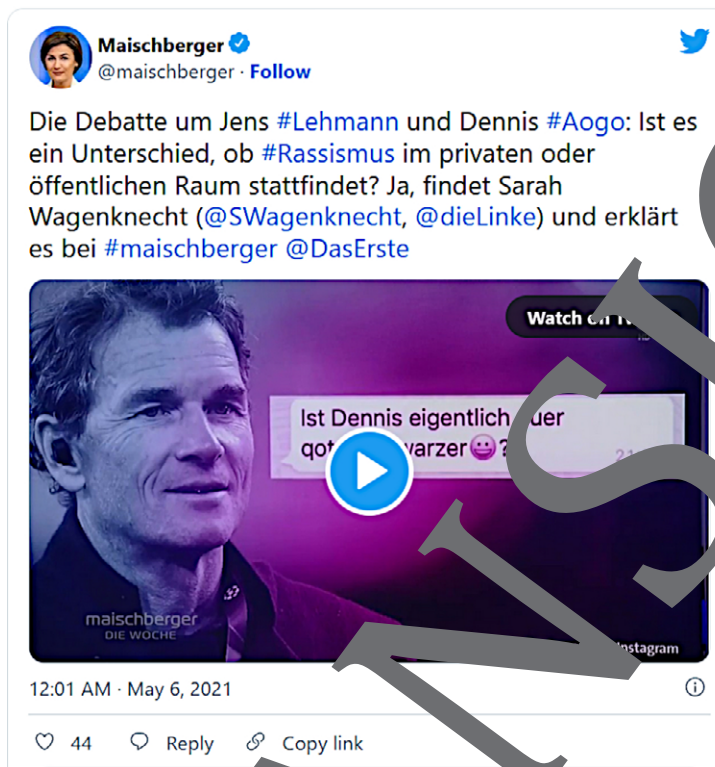 Maischberger
@maischberger · Follow
Die Debatte um Jens #Lehmann und Dennis #Aogo: Ist es
ein Unterschied, ob #Rassismus im privaten oder
öffentlichen Raum stattfindet? Ja, findet Sarah
Wagenknecht (@SWagenknecht, @dieLinke) und erklärt
es bei #maischberger @DasErste
Watch on
Ist Dennis eigentlich
😀?
maischberger
DIE WOCHE
Instagram
12:01 AM · May 6, 2021
44 Reply Copy link